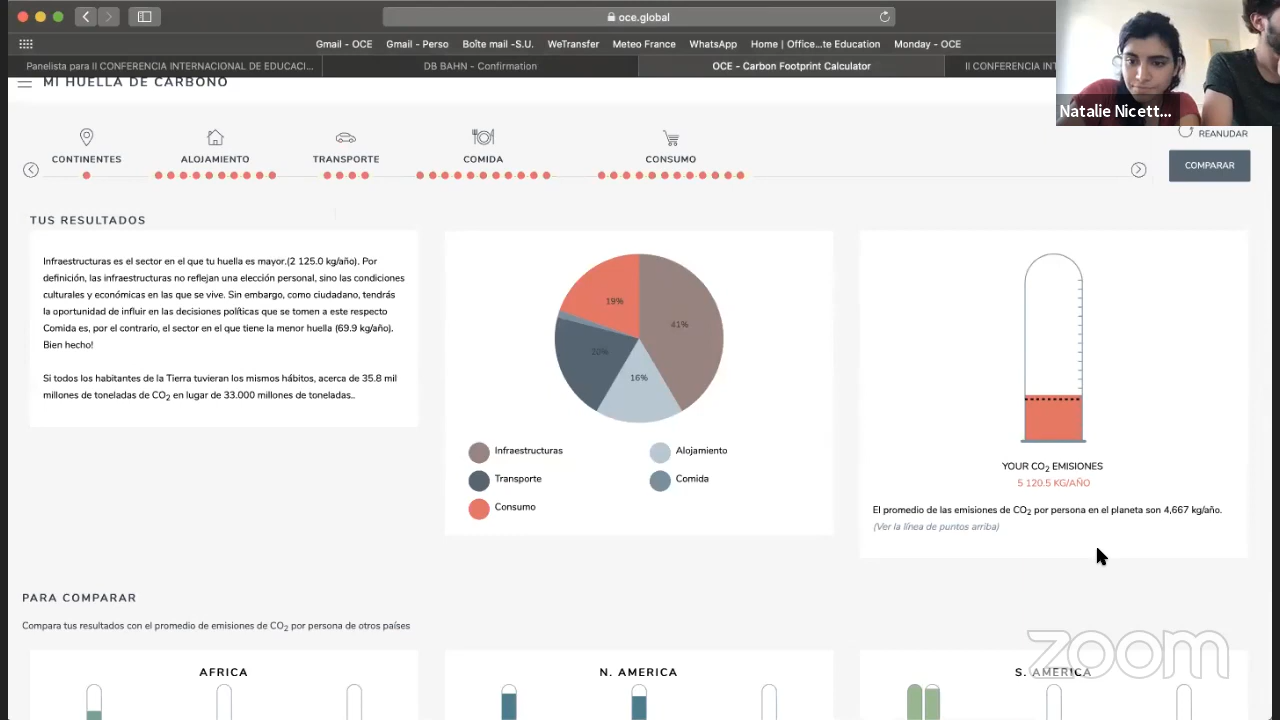 oce.global
Gmail - OCE Gmail - Perso Boîte mail -S.U. WeTransfer Meteo France WhatsApp Home | Office...te Education Monday - OCE
Panelista para II CONFERENCIA INTERNACIONAL DE EDUCACI... DB BAHN - Confirmation OCE - Carbon Footprint Calculator II CONFERENCIA INT
Natalie Nicett...
MI HUELLA DE CARBONO
REANUDAR
CONTINENTES ALOJAMIENTO TRANSPORTE COMIDA CONSUMO
COMPARAR
TUS RESULTADOS
Infraestructuras es el sector en el que tu huella es mayor.(2 125.0 kg/año). Por
definición, las infraestructuras no reflejan una elección personal, sino las condiciones
culturales y económicas en las que se vive. Sin embargo, como ciudadano, tendrás
la oportunidad de influir en las decisiones políticas que se tomen a este respecto
Comida es, por el contrario, el sector en el que tiene la menor huella (69.9 kg/año).
Bien hecho!
Si todos los habitantes de la Tierra tuvieran los mismos hábitos, acerca de 35.8 mil
millones de toneladas de CO2 en lugar de 33.000 millones de toneladas..
19%
41%
20%
16%
Infraestructuras Alojamiento
Transporte Comida
Consumo
YOUR CO2 EMISIONES
5 120.5 KG/AÑO
El promedio de las emisiones de CO2 por persona en el planeta son 4,667 kg/año.
(Ver la línea de puntos arriba)
PARA COMPARAR
Compara tus resultados con el promedio de emisiones de CO2 por persona de otros países
AFRICA N. AMERICA S. AMERICA
zoom